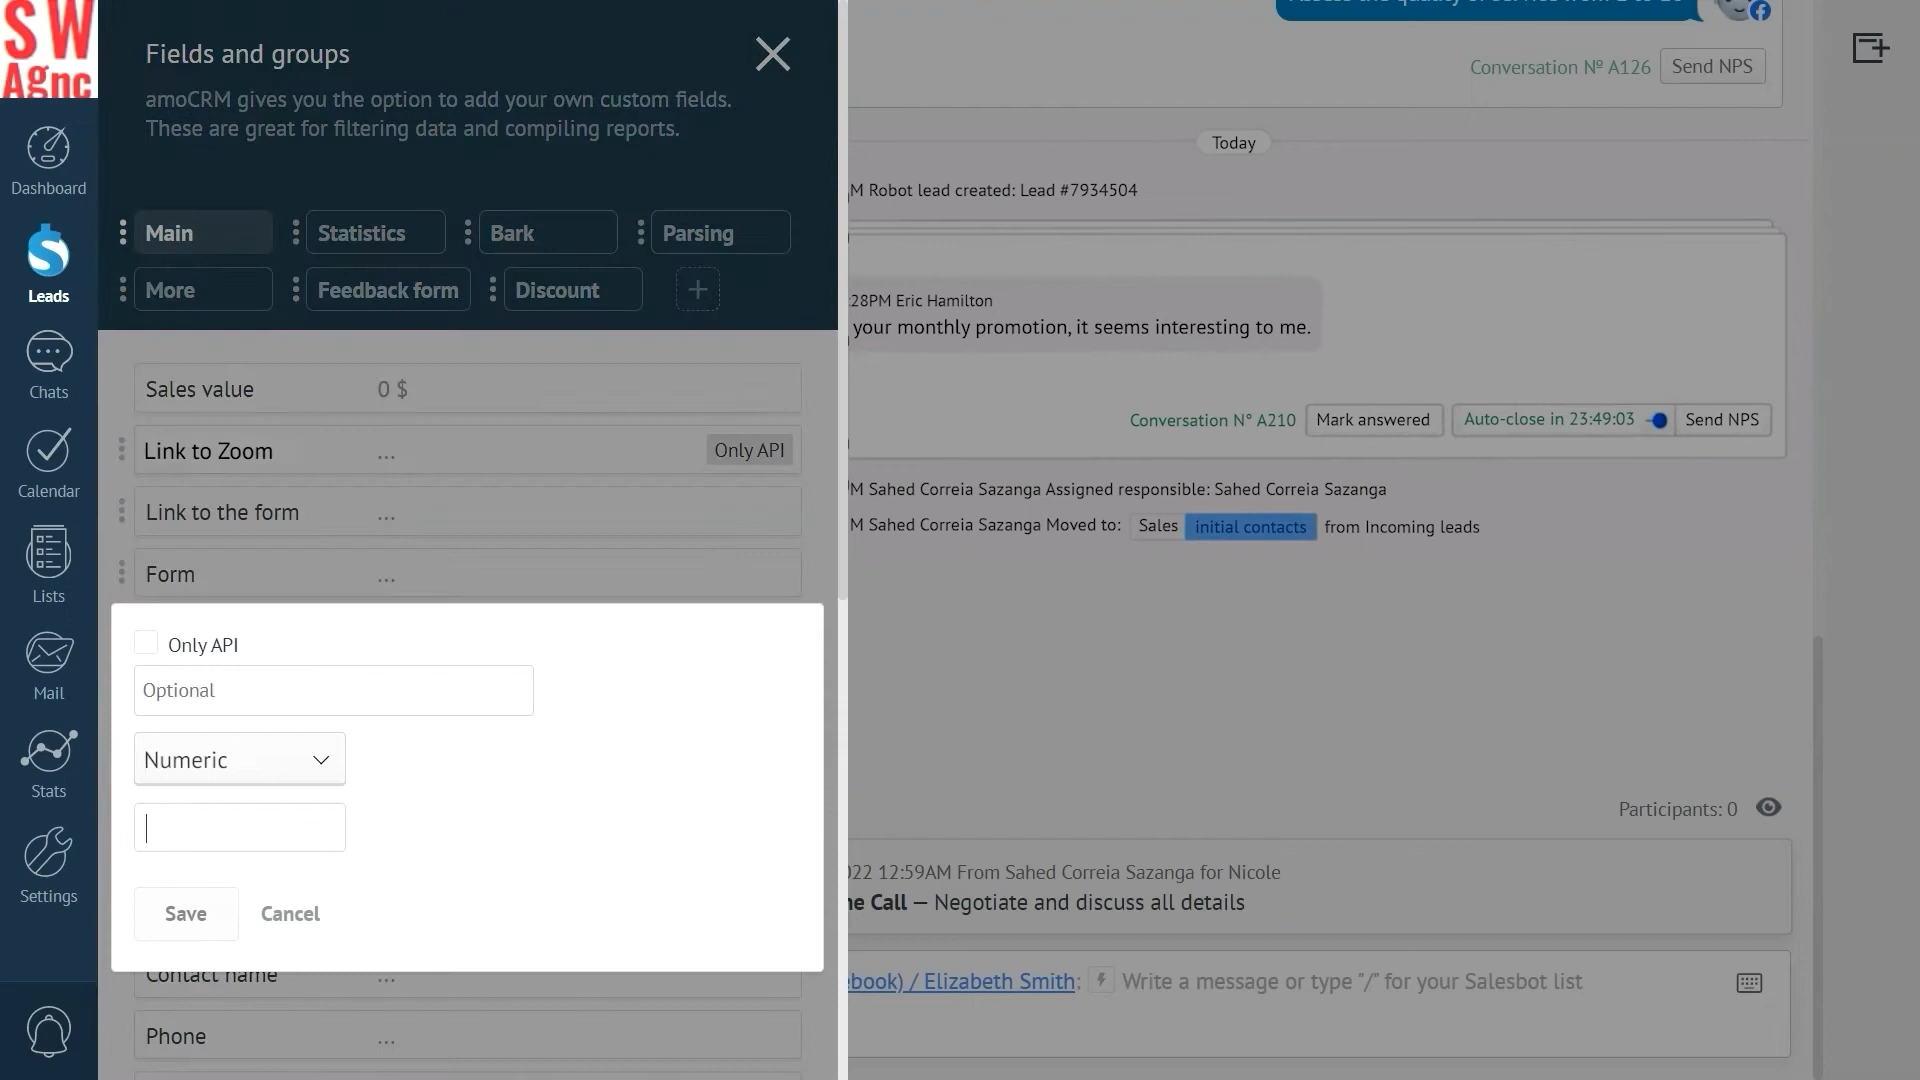 SW
Agnc
Dashboard
Leads
Chats
Calendar
Lists
Mail
Stats
Settings
Fields and groups
amoCRM gives you the option to add your own custom fields.
These are great for filtering data and compiling reports.
Main
Statistics
Bark
Parsing
More
Feedback form
Discount
Sales value 0 $
Link to Zoom ... Only API
Link to the form ...
Form ...
Only API
Optional
Numeric
Save Cancel
Contact name ...
Phone ...
Conversation Nº A126 Send NPS
Today
M Robot lead created: Lead #7934504
:28PM Eric Hamilton
your monthly promotion, it seems interesting to me.
Conversation N° A210 Mark answered Auto-close in 23:49:03 Send NPS
M Sahed Correia Sazanga Assigned responsible: Sahed Correia Sazanga
M Sahed Correia Sazanga Moved to: Sales initial contacts from Incoming leads
Participants: 0
022 12:59AM From Sahed Correia Sazanga for Nicole
ne Call — Negotiate and discuss all details
ebook) / Elizabeth Smith: Write a message or type "/" for your Salesbot list